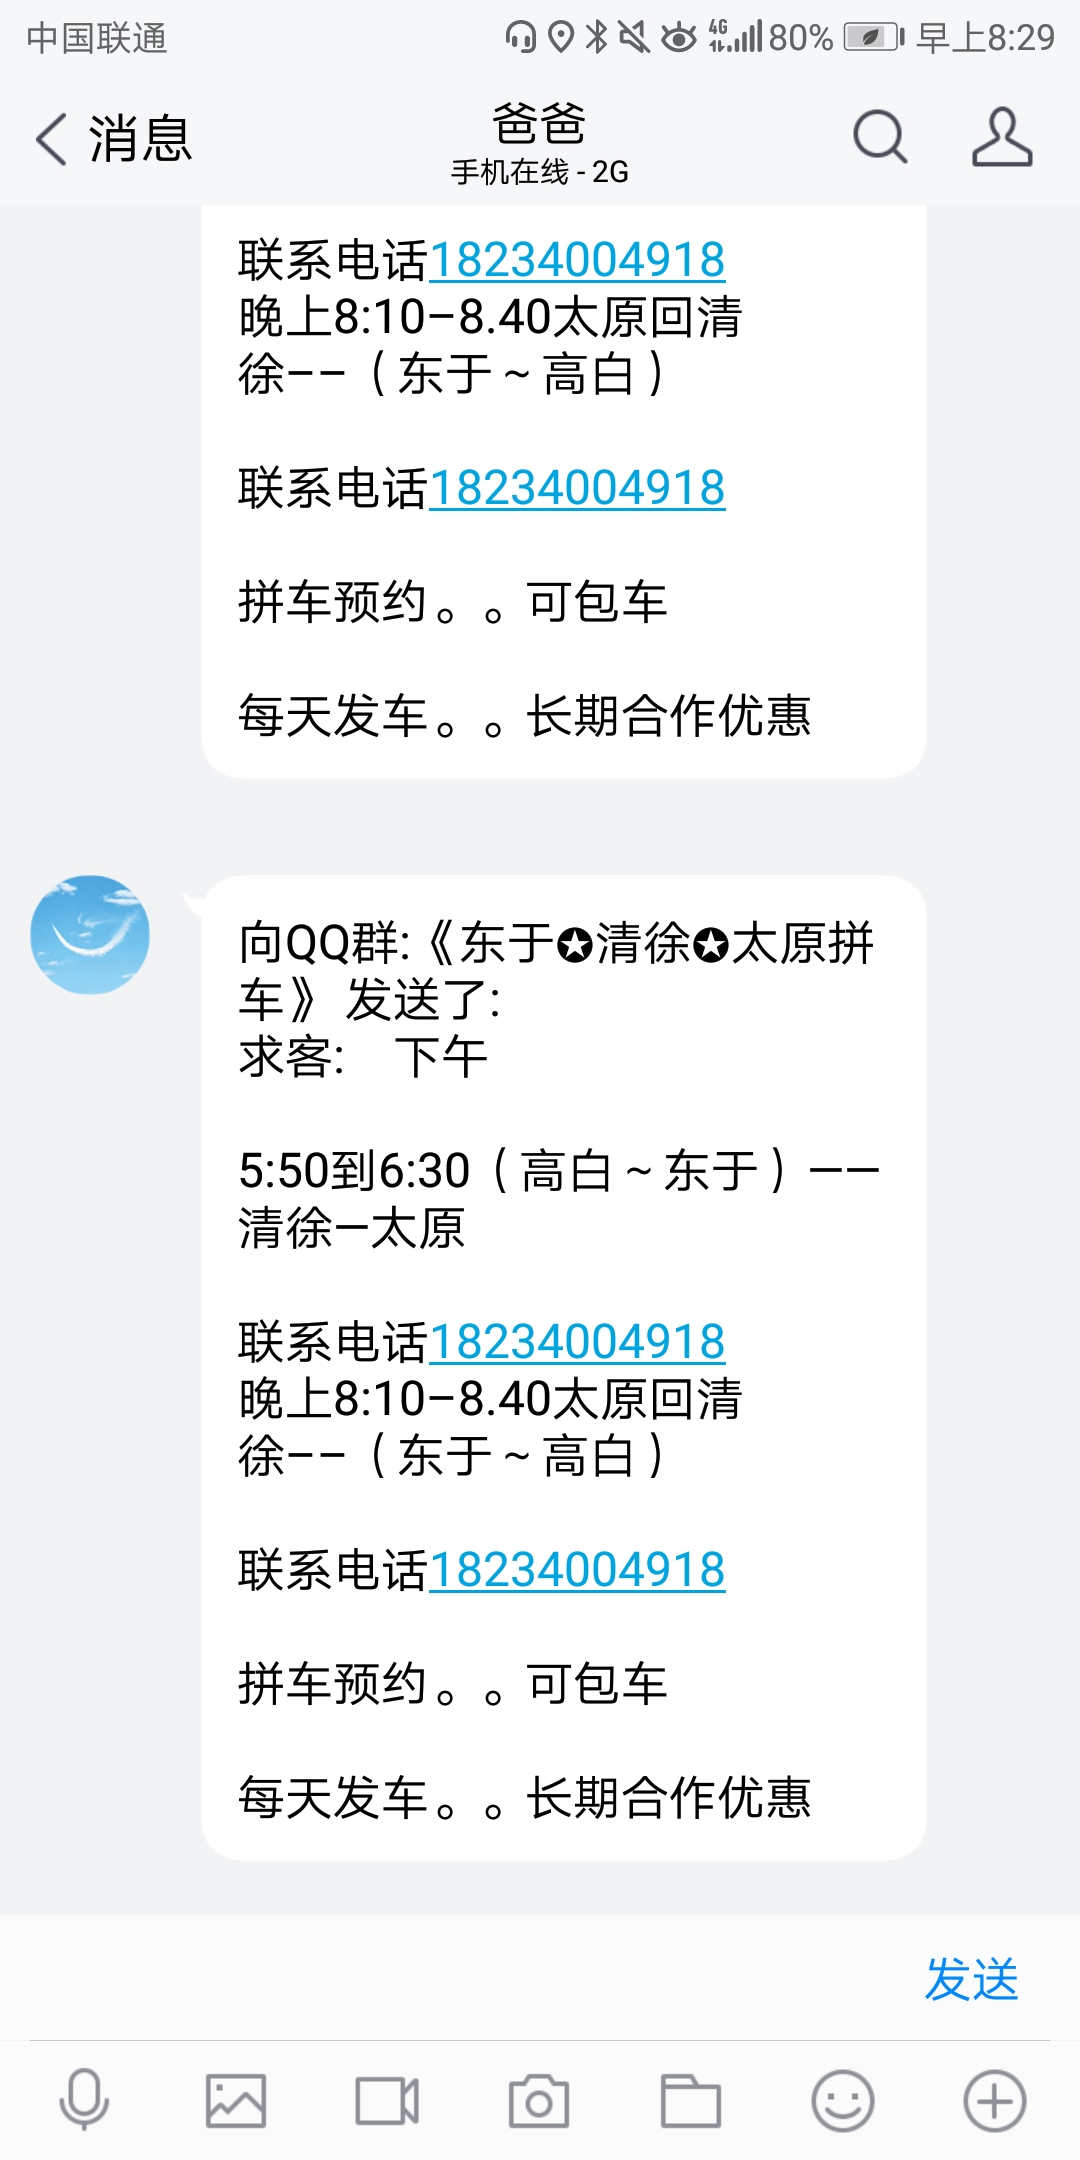 中国联通 4G 80% 早上8:29
消息
爸爸
手机在线 - 2G
联系电话18234004918
晚上8:10-8.40太原回清
徐--（东于~高白）
联系电话18234004918
拼车预约。。可包车
每天发车。。长期合作优惠
向QQ群:《东于✪清徐✪太原拼
车》 发送了:
求客:　下午
5:50到6:30（高白~东于）——
清徐—太原
联系电话18234004918
晚上8:10-8.40太原回清
徐--（东于~高白）
联系电话18234004918
拼车预约。。可包车
每天发车。。长期合作优惠
发送